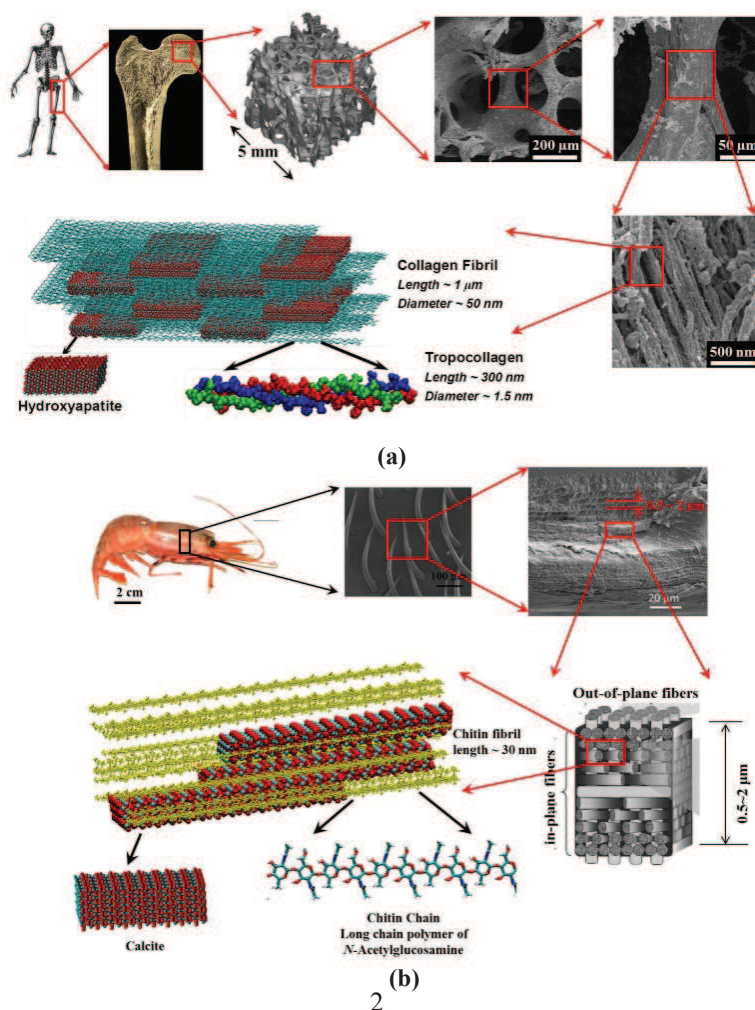 5 mm
200 µm
50 µm
Collagen Fibril
Length ~ 1 µm
Diameter ~ 50 nm
Tropocollagen
Length ~ 300 nm
Diameter ~ 1.5 nm
Hydroxyapatite
500 nm
(a)
2 cm
100 µm
20 µm
Chitin fibril
length ~ 30 nm
Out-of-plane fibers
in-plane fibers
0.5~2 µm
Calcite
Chitin Chain
Long chain polymer of
N-Acetylglucosamine
(b)
2